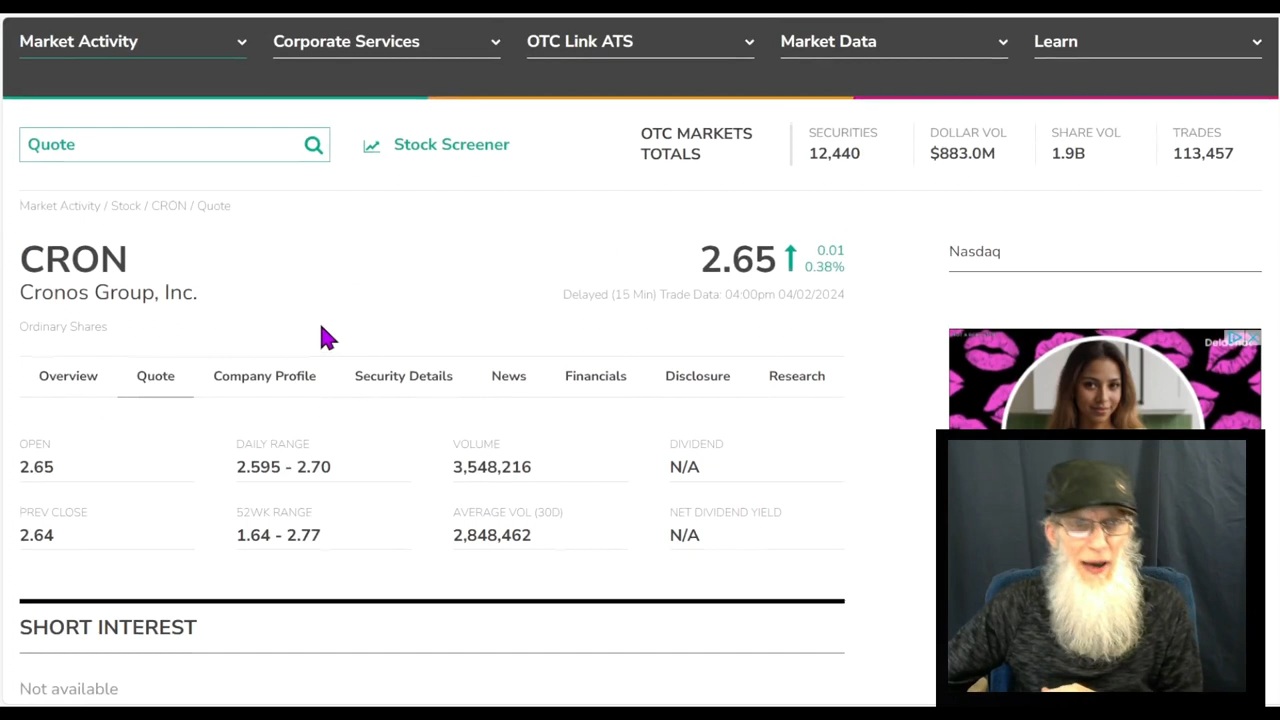 Market Activity Corporate Services OTC Link ATS Market Data Learn
Quote Stock Screener
OTC MARKETS TOTALS
SECURITIES DOLLAR VOL SHARE VOL TRADES
12,440 $883.0M 1.9B 113,457
Market Activity / Stock / CRON / Quote
CRON
Cronos Group, Inc.
Ordinary Shares
2.65 0.01
0.38%
Delayed (15 Min) Trade Data: 04:00pm 04/02/2024
Nasdaq
Overview Quote Company Profile Security Details News Financials Disclosure Research
OPEN DAILY RANGE VOLUME DIVIDEND
2.65 2.595 - 2.70 3,548,216 N/A
PREV CLOSE 52WK RANGE AVERAGE VOL (30D) NET DIVIDEND YIELD
2.64 1.64 - 2.77 2,848,462 N/A
SHORT INTEREST
Not available